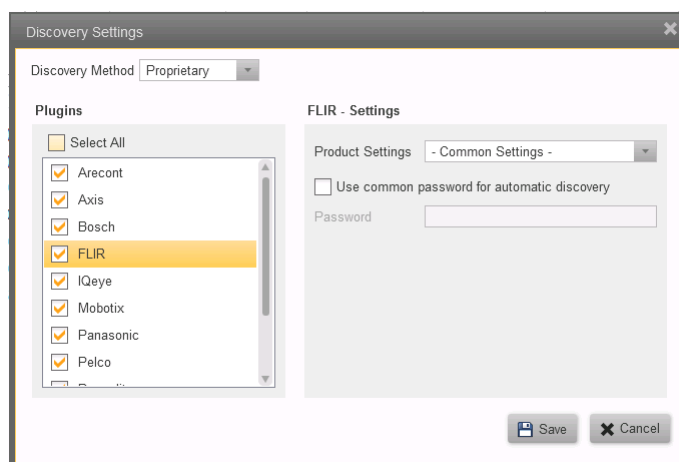 Discovery Settings
Discovery Method Proprietary
Plugins
Select All
Arecont
Axis
Bosch
FLIR
IQeye
Mobotix
Panasonic
Pelco
FLIR - Settings
Product Settings - Common Settings -
Use common password for automatic discovery
Password
Save Cancel